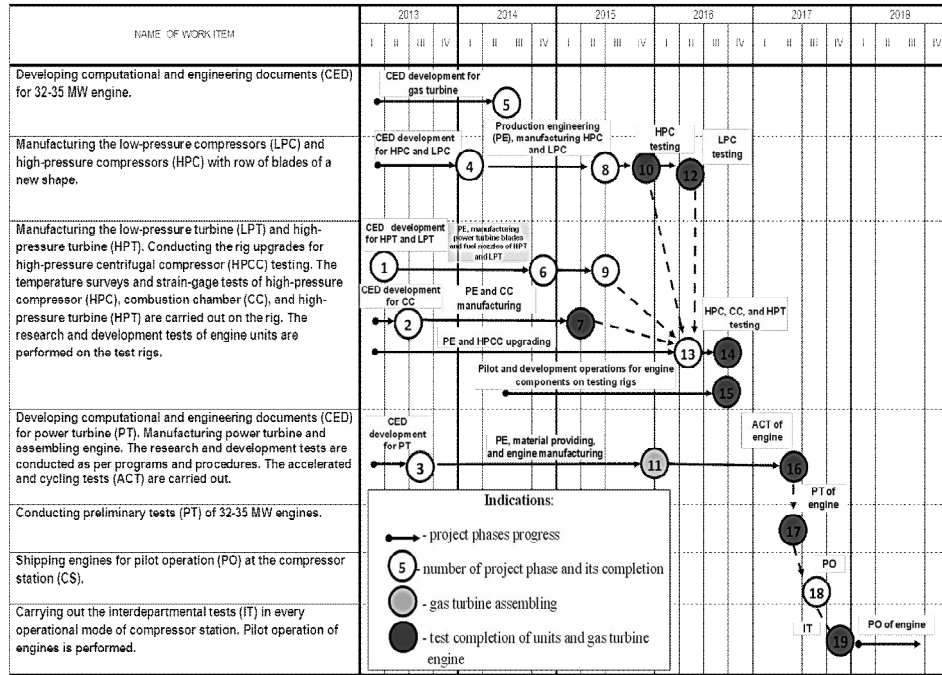 NAME OF WORK ITEM
2013 2014 2015 2016 2017 2018
I II III IV I II III IV I II III IV I II III IV I II III IV I II III IV
Developing computational and engineering documents (CED)
for 32-35 MW engine.
CED development for
gas turbine
5
Manufacturing the low-pressure compressors (LPC) and
high-pressure compressors (HPC) with row of blades of a
new shape.
CED development
for HPC and LPC
4
Production engineering
(PE), manufacturing HPC
and LPC
8
HPC
testing
10
LPC
testing
12
Manufacturing the low-pressure turbine (LPT) and high-
pressure turbine (HPT). Conducting the rig upgrades for
high-pressure centrifugal compressor (HPCC) testing. The
temperature surveys and strain-gage tests of high-pressure
compressor (HPC), combustion chamber (CC), and high-
pressure turbine (HPT) are carried out on the rig. The
research and development tests of engine units are
performed on the test rigs.
CED development
for HPT and LPT
1
PE, manufacturing
power turbine blades
and fuel nozzles of HPT
and LPT
6
9
CED development
for CC
2
PE and CC
manufacturing
7
HPC, CC, and HPT
testing
PE and HPCC upgrading
13
14
Pilot and development operations for engine
components on testing rigs
15
Developing computational and engineering documents (CED)
for power turbine (PT). Manufacturing power turbine and
assembling engine. The research and development tests are
conducted as per programs and procedures. The accelerated
and cycling tests (ACT) are carried out.
CED
development
for PT
3
PE, material providing,
and engine manufacturing
11
ACT of
engine
16
Conducting preliminary tests (PT) of 32-35 MW engines.
PT of
engine
17
Shipping engines for pilot operation (PO) at the compressor
station (CS).
PO
18
Carrying out the interdepartmental tests (IT) in every
operational mode of compressor station. Pilot operation of
engines is performed.
IT
19
PO of engine
Indications:
- project phases progress
5
- number of project phase and its completion
- gas turbine assembling
- test completion of units and gas turbine
engine